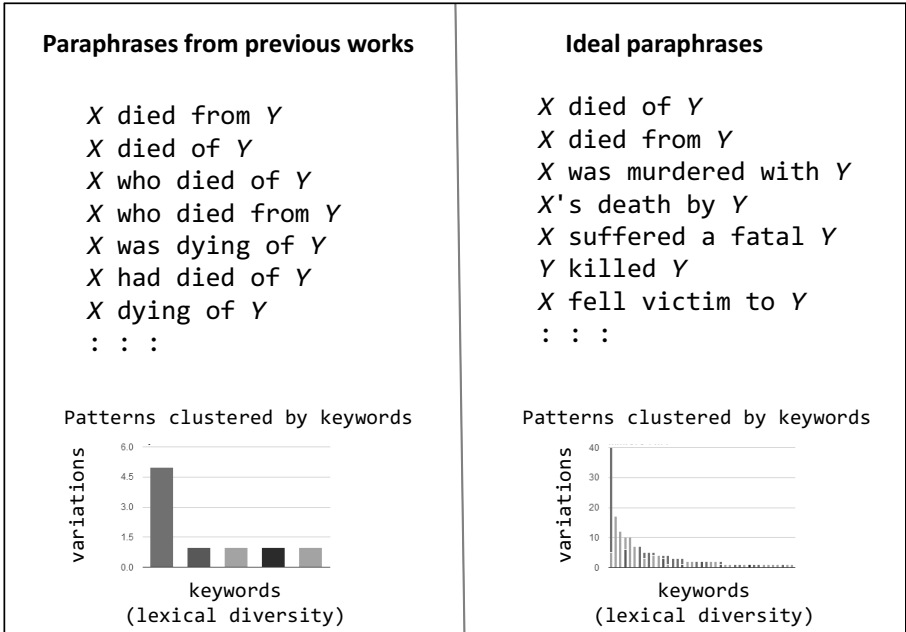 Paraphrases from previous works
X died from Y
X died of Y
X who died of Y
X who died from Y
X was dying of Y
X had died of Y
X dying of Y
: : :
Patterns clustered by keywords
variations
6.0
4.5
3.0
1.5
0.0
keywords
(lexical diversity)
Ideal paraphrases
X died of Y
X died from Y
X was murdered with Y
X's death by Y
X suffered a fatal Y
Y killed Y
X fell victim to Y
: : :
Patterns clustered by keywords
variations
40
30
20
10
0
keywords
(lexical diversity)